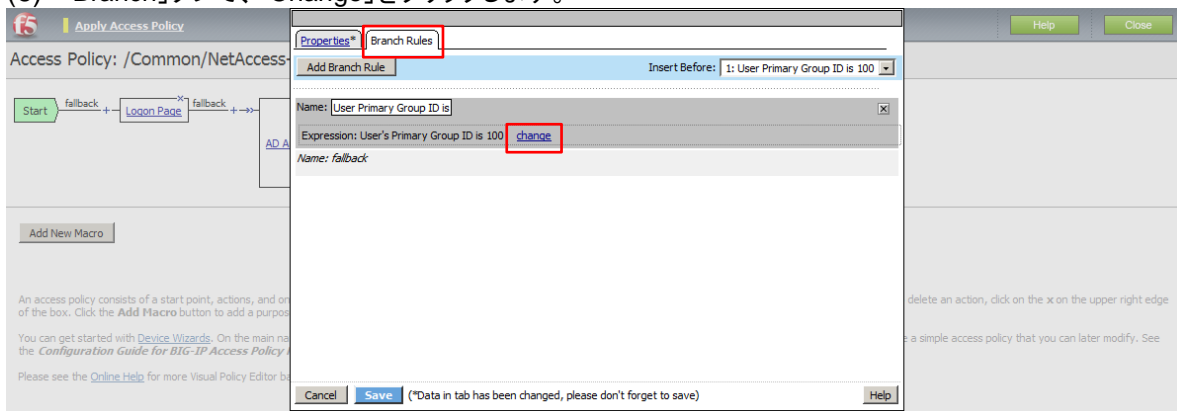 Branch」タブで、「Change」をクリックします。
f5 Apply Access Policy Help Close
Access Policy: /Common/NetAccess-
Properties* Branch Rules
Add Branch Rule Insert Before: 1: User Primary Group ID is 100
Start fallback + Logon Page x fallback +
Name: User Primary Group ID is
Expression: User's Primary Group ID is 100 change
AD A
Name: fallback
Add New Macro
An access policy consists of a start point, actions, and on delete an action, click on the x on the upper right edge
of the box. Click the Add Macro button to add a purpos
You can get started with Device Wizards. On the main na e a simple access policy that you can later modify. See
the Configuration Guide for BIG-IP Access Policy
Please see the Online Help for more Visual Policy Editor ba
Cancel Save (*Data in tab has been changed, please don't forget to save) Help